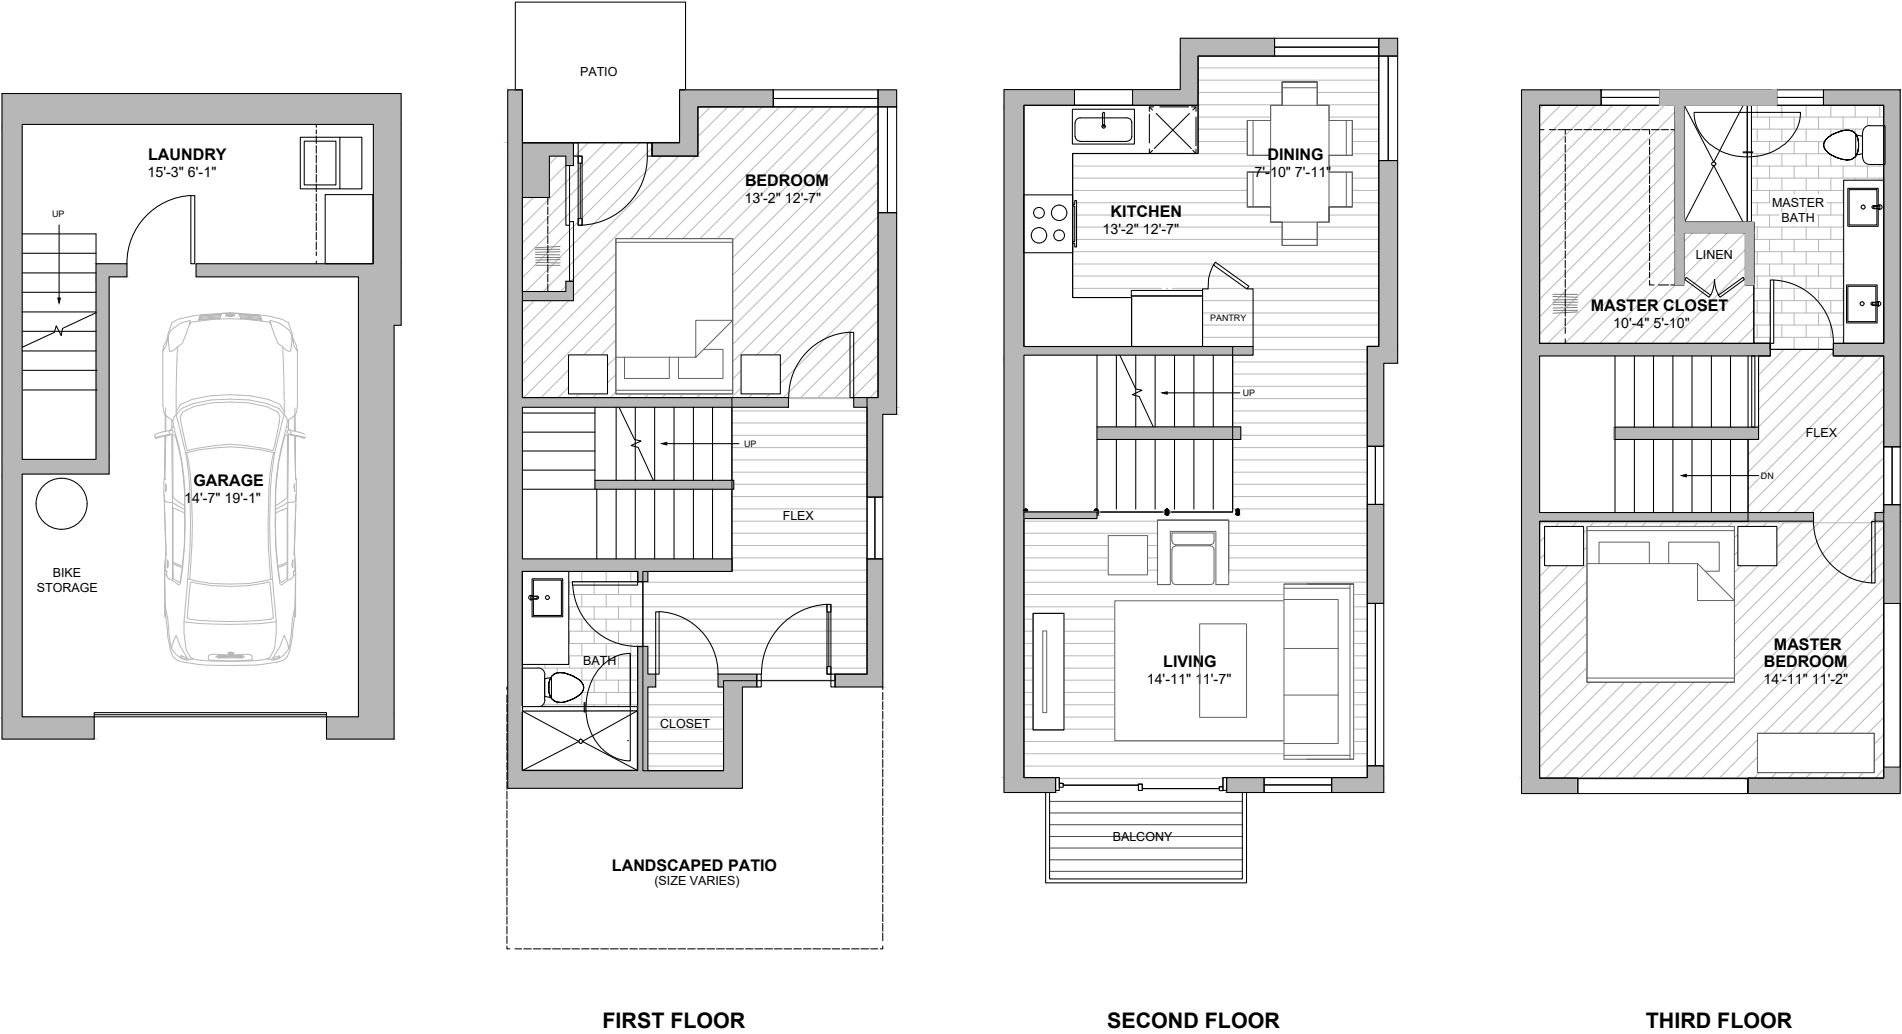 LAUNDRY
15'-3" 6'-1"
UP
GARAGE
14'-7" 19'-1"
BIKE
STORAGE
PATIO
BEDROOM
13'-2" 12'-7"
UP
FLEX
BATH
CLOSET
LANDSCAPED PATIO
(SIZE VARIES)
FIRST FLOOR
DINING
7'-10" 7'-11"
KITCHEN
13'-2" 12'-7"
PANTRY
UP
LIVING
14'-11" 11'-7"
BALCONY
SECOND FLOOR
MASTER
BATH
LINEN
MASTER CLOSET
10'-4" 5'-10"
FLEX
DN
MASTER
BEDROOM
14'-11" 11'-2"
THIRD FLOOR